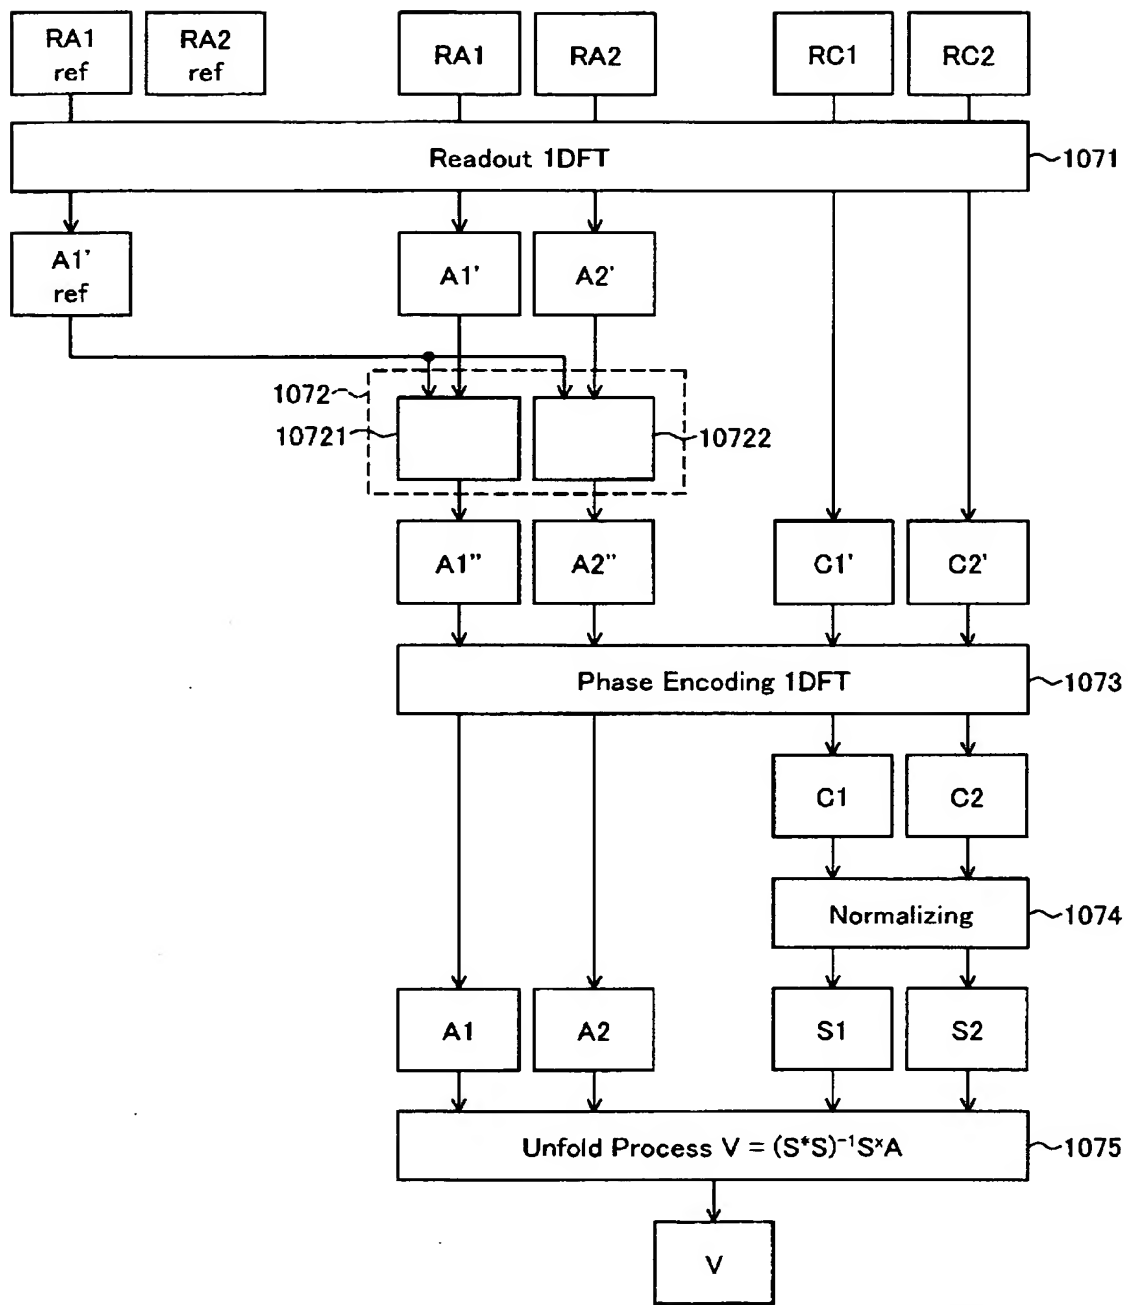 RA1 ref
RA2 ref
RA1
RA2
RC1
RC2
Readout 1DFT
1071
A1' ref
A1'
A2'
1072
10721
10722
A1"
A2"
C1'
C2'
Phase Encoding 1DFT
1073
C1
C2
Normalizing
1074
A1
A2
S1
S2
Unfold Process V = (S*S)⁻¹SˣA
1075
V